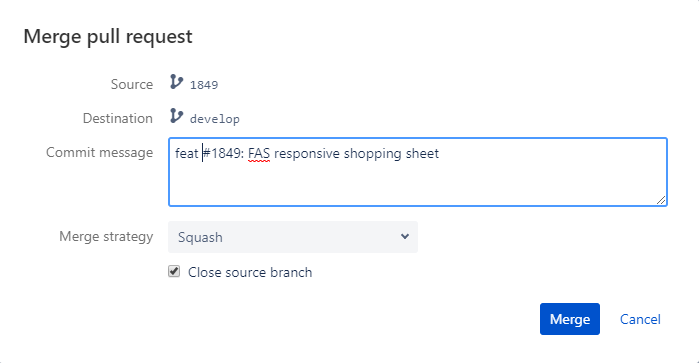 Merge pull request
Source 1849
Destination develop
Commit message feat #1849: FAS responsive shopping sheet
Merge strategy Squash
Close source branch
Merge Cancel